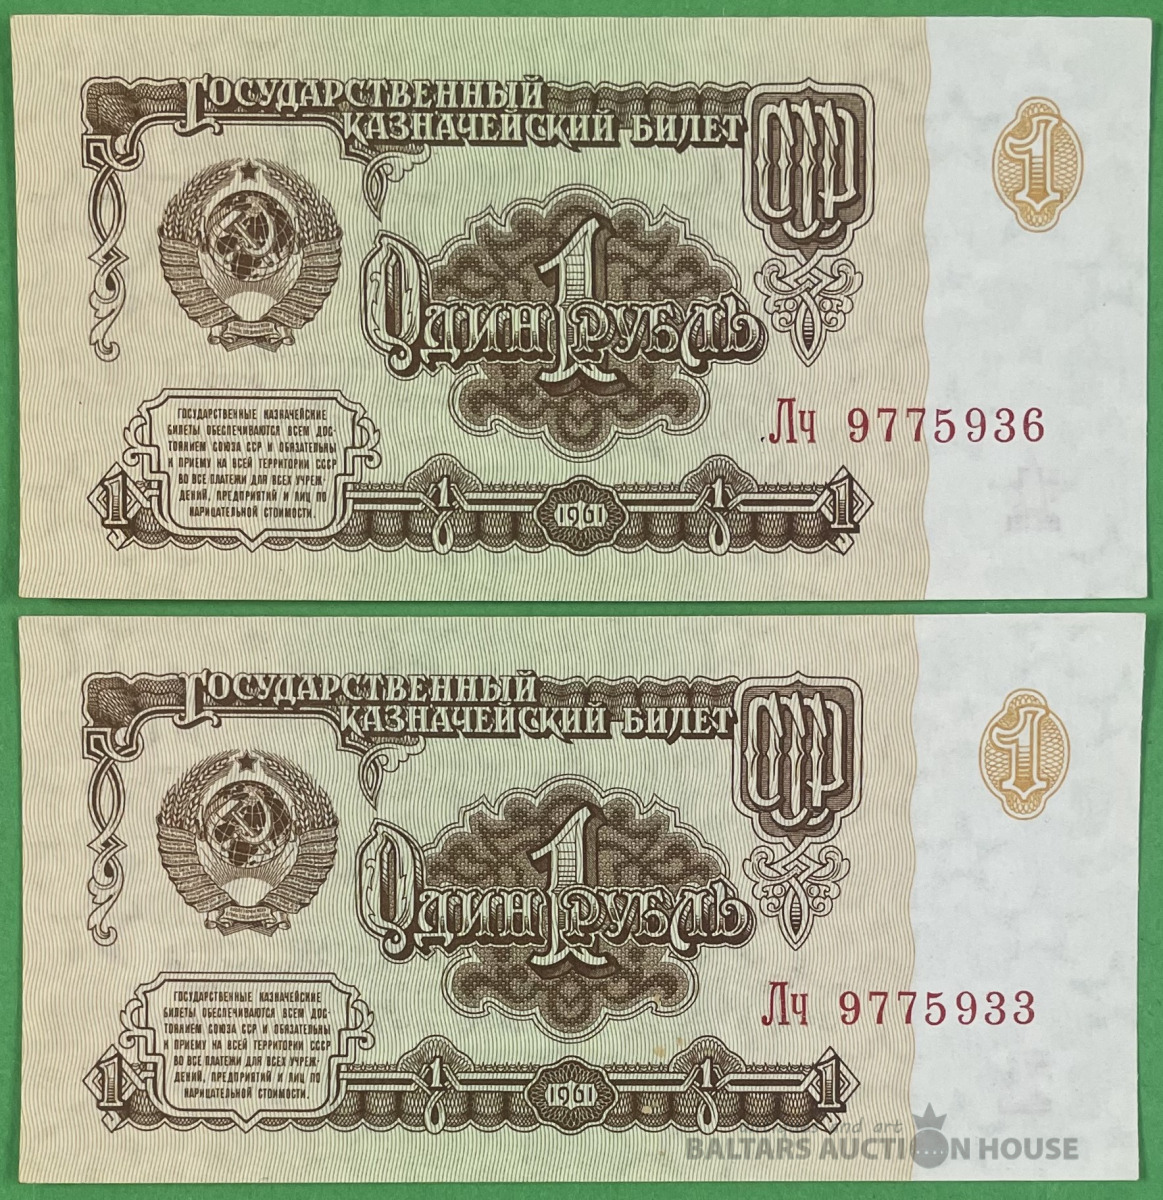 Государственный
казначейский билет
СССР
1
1
Один рубль
ГОСУДАРСТВЕННЫЕ КАЗНАЧЕЙСКИЕ
БИЛЕТЫ ОБЕСПЕЧИВАЮТСЯ ВСЕМ ДОС-
ТОЯНИЕМ СОЮЗА ССР И ОБЯЗАТЕЛЬНЫ
К ПРИЕМУ НА ВСЕЙ ТЕРРИТОРИИ СССР
ВО ВСЕ ПЛАТЕЖИ ДЛЯ ВСЕХ УЧРЕЖ-
ДЕНИЙ, ПРЕДПРИЯТИЙ И ЛИЦ ПО
НАРИЦАТЕЛЬНОЙ СТОИМОСТИ.
Лч 9775936
1 1 1961 1 1
Государственный
казначейский билет
СССР
1
1
Один рубль
ГОСУДАРСТВЕННЫЕ КАЗНАЧЕЙСКИЕ
БИЛЕТЫ ОБЕСПЕЧИВАЮТСЯ ВСЕМ ДОС-
ТОЯНИЕМ СОЮЗА ССР И ОБЯЗАТЕЛЬНЫ
К ПРИЕМУ НА ВСЕЙ ТЕРРИТОРИИ СССР
ВО ВСЕ ПЛАТЕЖИ ДЛЯ ВСЕХ УЧРЕЖ-
ДЕНИЙ, ПРЕДПРИЯТИЙ И ЛИЦ ПО
НАРИЦАТЕЛЬНОЙ СТОИМОСТИ.
Лч 9775933
1 1 1961 1 1
and art
BALTARS AUCTION HOUSE